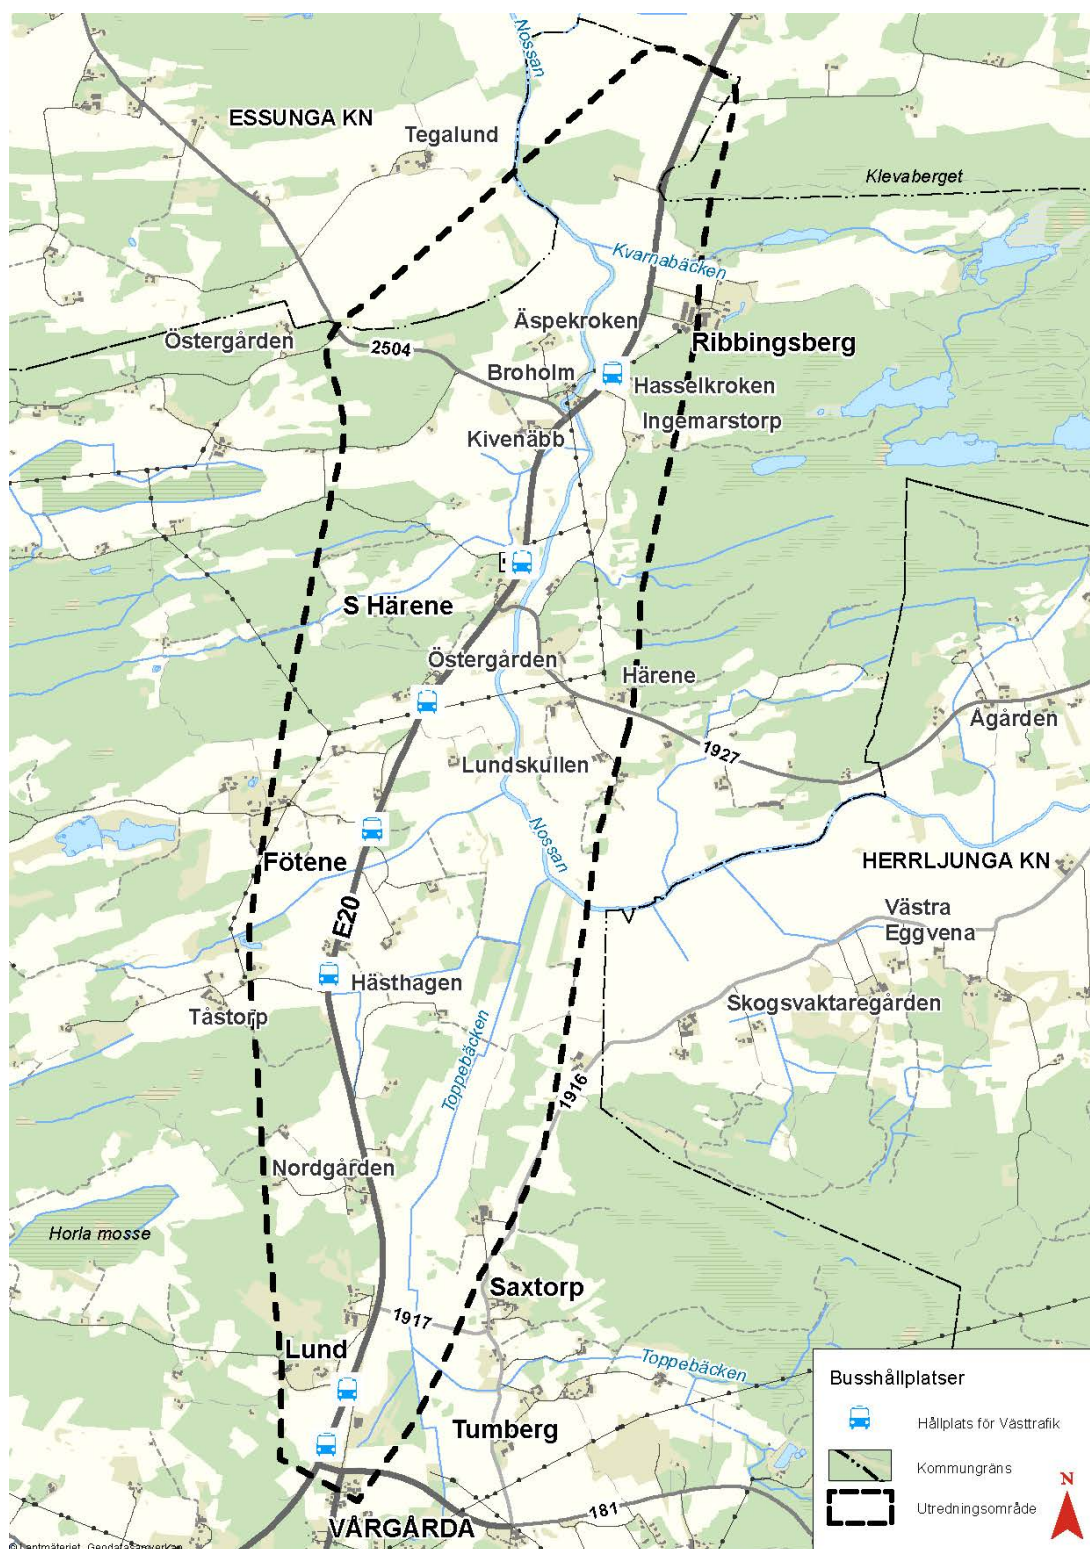 Nossan
ESSUNGA KN
Tegalund
Klevaberget
Kvarnabäcken
Äspekroken
Östergården
2504
Ribbingsberg
Broholm
Hasselkroken
Ingemarstorp
Kivenäbb
S Härene
Östergården
Härene
Ågården
1927
Lundskullen
Nossan
Fötene
HERRLJUNGA KN
E20
Västra
Eggvena
Hästhagen
Skogsvaktaregården
Tåstorp
Toppebäcken
1916
Nordgården
Horla mosse
Saxtorp
1917
Lund
Toppebäcken
Tumberg
181
VÅRGÅRDA
Busshållplatser
Hållplats för Västtrafik
Kommungräns
Utredningsområde
N
© Lantmäteriet, Geodatasamverkan